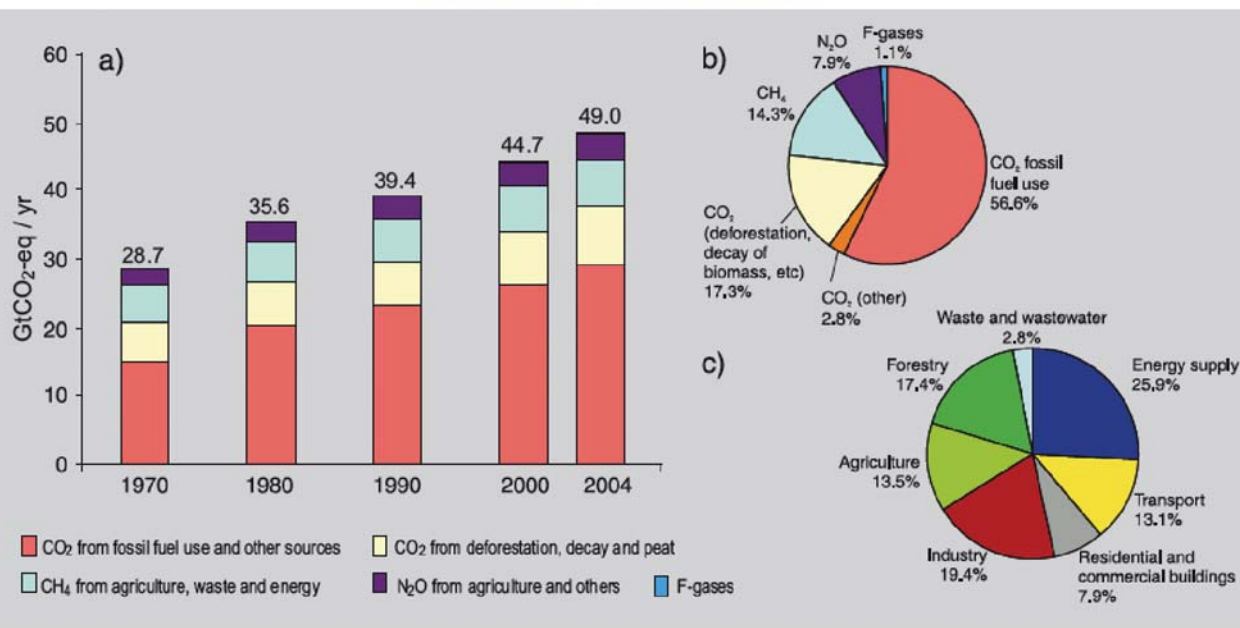 a)
GtCO₂-eq / yr
60
50
40
30
20
10
0
28.7
35.6
39.4
44.7
49.0
1970
1980
1990
2000
2004
CO₂ from fossil fuel use and other sources
CO₂ from deforestation, decay and peat
CH₄ from agriculture, waste and energy
N₂O from agriculture and others
F-gases
b)
F-gases
1.1%
N₂O
7.9%
CH₄
14.3%
CO₂ fossil
fuel use
56.6%
CO₂
(deforestation,
decay of
biomass, etc)
17.3%
CO₂ (other)
2.8%
c)
Waste and wastewater
2.8%
Forestry
17.4%
Energy supply
25.9%
Agriculture
13.5%
Transport
13.1%
Industry
19.4%
Residential and
commercial buildings
7.9%